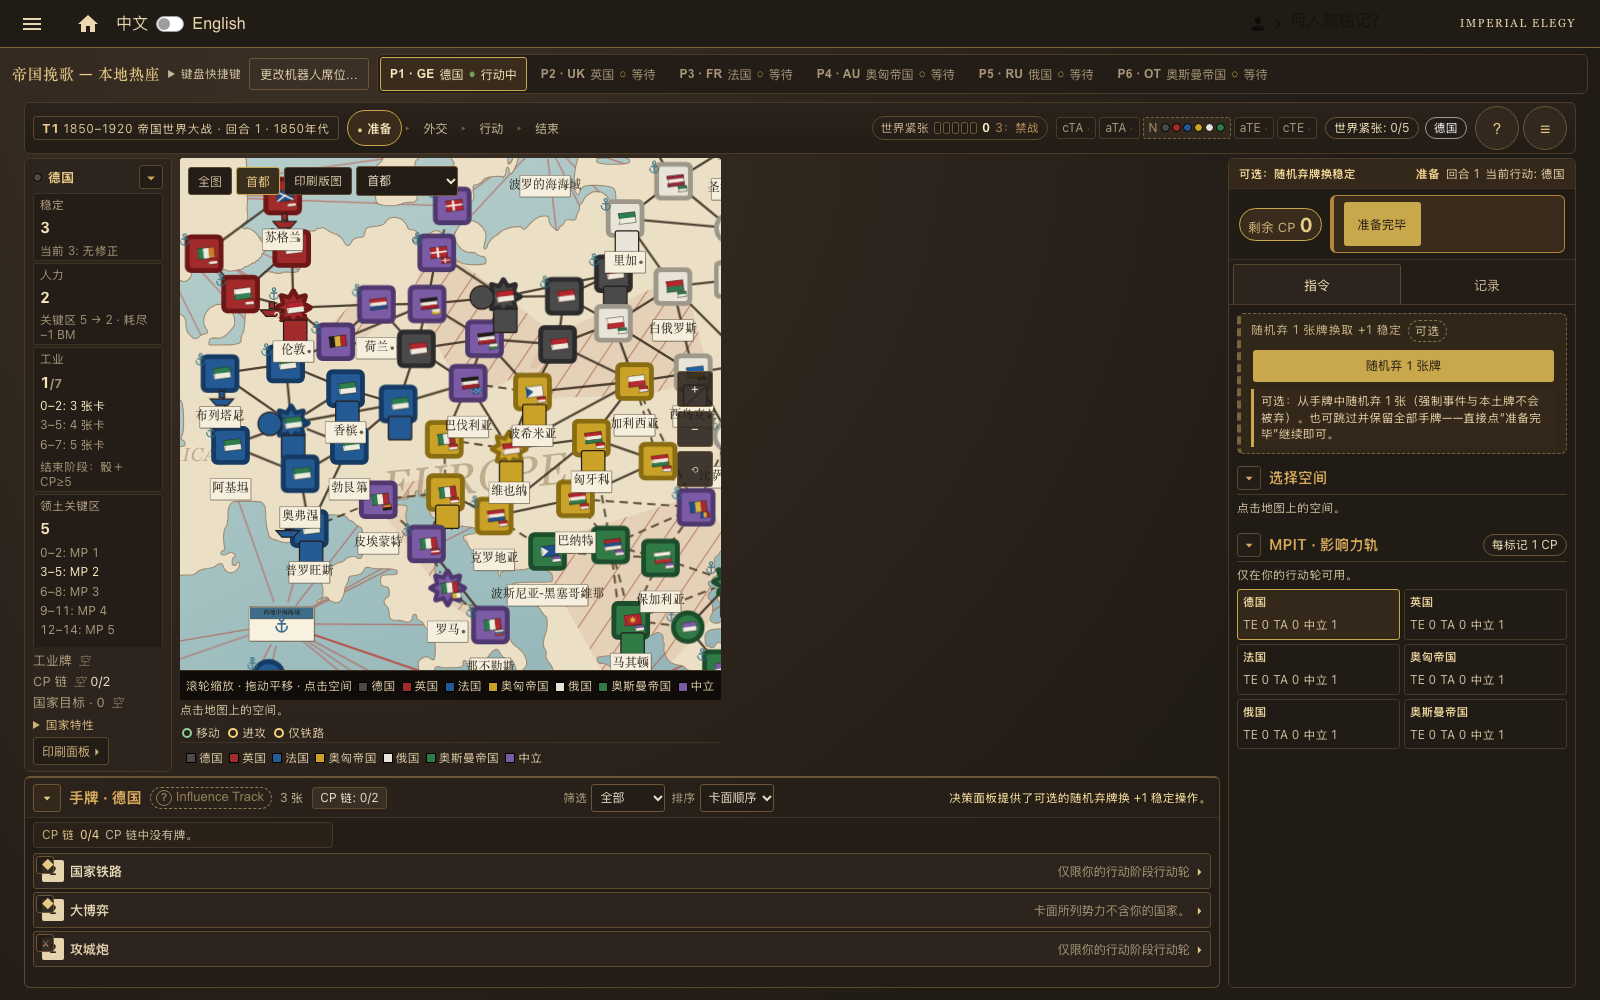 中文 English
何人被铭记?
IMPERIAL ELEGY
帝国挽歌 — 本地热座
键盘快捷键
更改机器人席位...
P1 · GE 德国 行动中
P2 · UK 英国 ○ 等待
P3 · FR 法国 ○ 等待
P4 · AU 奥匈帝国 ○ 等待
P5 · RU 俄国 ○ 等待
P6 · OT 奥斯曼帝国 ○ 等待
T1 1850–1920 帝国世界大战 · 回合 1 · 1850年代
准备
外交
行动
结束
世界紧张 0 3: 禁战
cTA
aTA
N
aTE
cTE
世界紧张: 0/5
德国
?
≡
德国
稳定
3
当前 3: 无修正
人力
2
关键区 5 → 2 · 耗尽
−1 BM
工业
1/7
0–2: 3 张卡
3–5: 4 张卡
6–7: 5 张卡
结束阶段: 骰＋
CP≥5
领土关键区
5
0–2: MP 1
3–5: MP 2
6–8: MP 3
9–11: MP 4
12–14: MP 5
工业牌 空
CP 链 空 0/2
国家目标 · 0 空
国家特性
印刷面板
全图
首都
印刷版图
首都
波罗的海海域
圣
苏格兰
里加
白俄罗斯
伦敦
荷兰
布列塔尼
香槟
巴伐利亚
波希米亚
加利西亚
西乌克兰
ICA
EUROPE
阿基坦
勃艮第
维也纳
匈牙利
比萨
奥弗涅
皮埃蒙特
克罗地亚
巴纳特
普罗旺斯
波斯尼亚-黑塞哥维那
保加利亚
西地中海海域
罗马
那不勒斯
马其顿
滚轮缩放 · 拖动平移 · 点击空间 德国 英国 法国 奥匈帝国 俄国 奥斯曼帝国 中立
点击地图上的空间。
移动 进攻 仅铁路
德国 英国 法国 奥匈帝国 俄国 奥斯曼帝国 中立
手牌 · 德国
? Influence Track
3 张
CP 链: 0/2
筛选 全部
排序 卡面顺序
决策面板提供了可选的随机弃牌换 +1 稳定操作。
CP 链 0/4 CP 链中没有牌。
国家铁路
仅限你的行动阶段行动轮
大博弈
卡面所列势力不含你的国家。
攻城炮
仅限你的行动阶段行动轮
可选: 随机弃牌换稳定
准备 回合 1 当前行动: 德国
剩余 CP 0
准备完毕
指令
记录
随机弃 1 张牌换取 +1 稳定 可选
随机弃 1 张牌
可选: 从手牌中随机弃 1 张（强制事件与本土牌不会
被弃）。也可跳过并保留全部手牌——直接点“准备完
毕”继续即可。
选择空间
点击地图上的空间。
MPIT · 影响力轨
每标记 1 CP
仅在你的行动轮可用。
德国
TE 0 TA 0 中立 1
英国
TE 0 TA 0 中立 1
法国
TE 0 TA 0 中立 1
奥匈帝国
TE 0 TA 0 中立 1
俄国
TE 0 TA 0 中立 1
奥斯曼帝国
TE 0 TA 0 中立 1